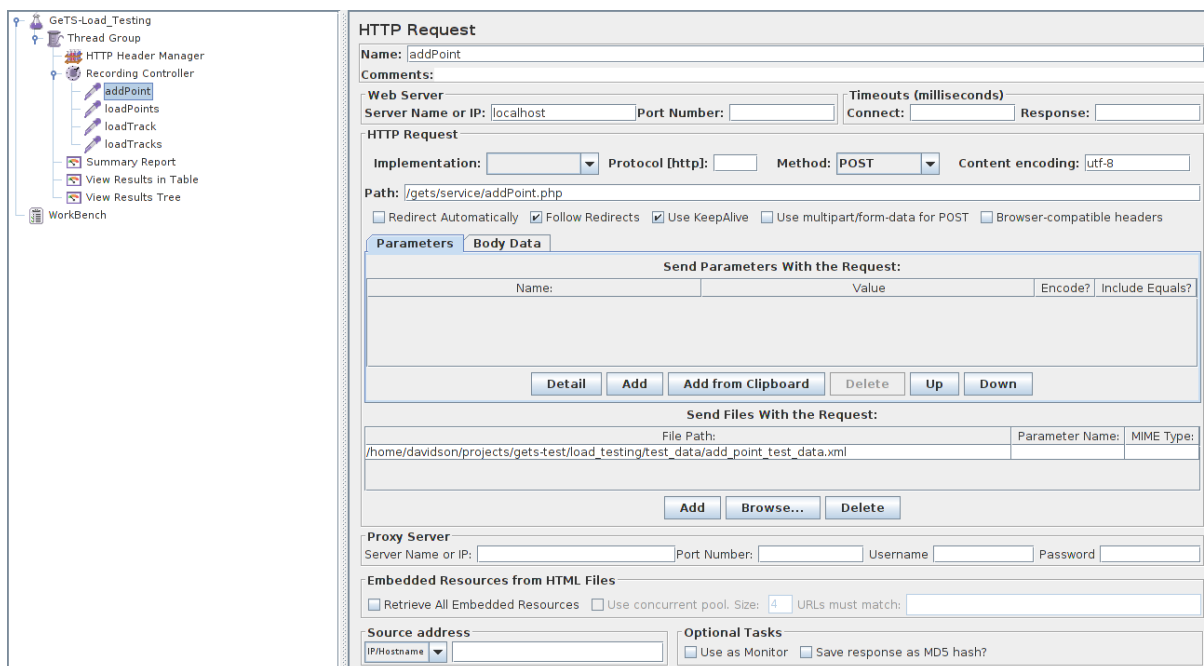 GeTS-Load_Testing
Thread Group
HTTP Header Manager
Recording Controller
addPoint
loadPoints
loadTrack
loadTracks
Summary Report
View Results in Table
View Results Tree
WorkBench
HTTP Request
Name: addPoint
Comments:
Web Server
Server Name or IP: localhost Port Number:
Timeouts (milliseconds)
Connect: Response:
HTTP Request
Implementation: Protocol [http]: Method: POST Content encoding: utf-8
Path: /gets/service/addPoint.php
Redirect Automatically Follow Redirects Use KeepAlive Use multipart/form-data for POST Browser-compatible headers
Parameters Body Data
Send Parameters With the Request:
Name: Value Encode? Include Equals?
Detail Add Add from Clipboard Delete Up Down
Send Files With the Request:
File Path: Parameter Name: MIME Type:
/home/davidson/projects/gets-test/load_testing/test_data/add_point_test_data.xml
Add Browse... Delete
Proxy Server
Server Name or IP: Port Number: Username Password
Embedded Resources from HTML Files
Retrieve All Embedded Resources Use concurrent pool. Size: 4 URLs must match:
Source address
IP/Hostname
Optional Tasks
Use as Monitor Save response as MD5 hash?